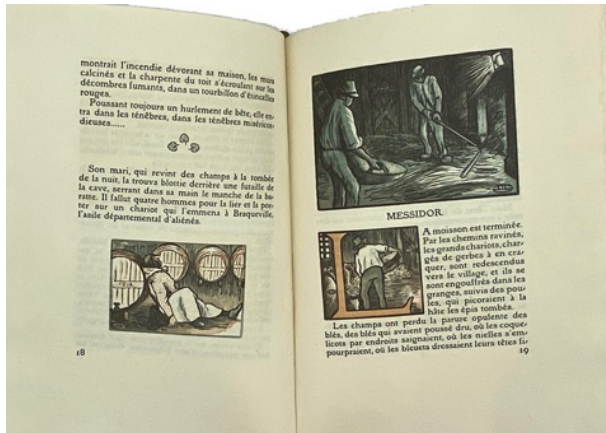 montrait l'incendie dévorant sa maison, les murs
calcinés et la charpente du toit s'écroulant sur les
décombres fumants, dans un tourbillon d'étincelles
rouges.
Poussant toujours un hurlement de bête, elle en-
tra dans les ténèbres, dans les ténèbres miséricor-
dieuses......
Son mari, qui revint des champs à la tombée
de la nuit, la trouva blottie derrière une futaille de
la cave, serrant dans sa main le manche de la ba-
ratte. Il fallut quatre hommes pour la lier et la por-
ter sur un chariot qui l'emmena à Braqueville,
l'asile départemental d'aliénés.
18
MESSIDOR.
LA moisson est terminée.
Par les chemins ravinés,
les grands chariots, char-
gés de gerbes à en cra-
quer, sont redescendus
vers le village, et ils se
sont engouffrés dans les
granges, suivis des pou-
les, qui picoraient à la
hâte les épis tombés.
Les champs ont perdu la parure opulente des
blés, des blés qui avaient poussé dru, où les coque-
licots par endroits saignaient, où les nielles s'em-
pourpraient, où les bleuets dressaient leurs têtes fi-
19